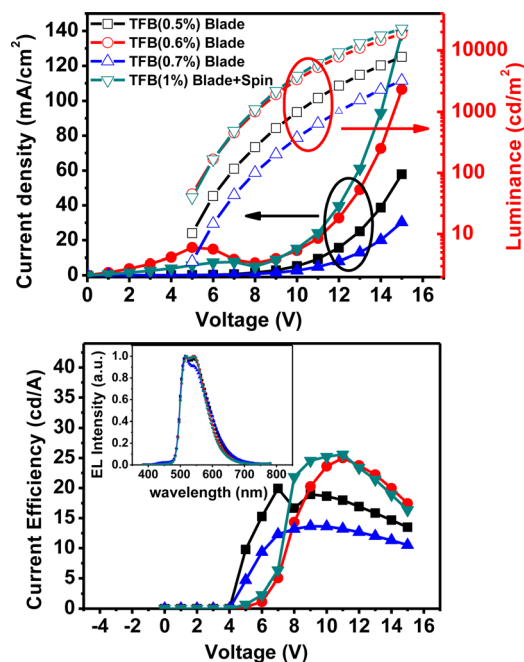 TFB(0.5%) Blade
TFB(0.6%) Blade
TFB(0.7%) Blade
TFB(1%) Blade+Spin
Current density (mA/cm²)
140
120
100
80
60
40
20
0
Luminance (cd/m²)
10000
1000
100
10
0 2 4 6 8 10 12 14 16
Voltage (V)
Current Efficiency (cd/A)
45
40
35
30
25
20
15
10
5
0
EL Intensity (a.u.)
1.0
0.8
0.6
0.4
0.2
0.0
400 500 600 700 800
wavelength (nm)
-4 -2 0 2 4 6 8 10 12 14 16
Voltage (V)